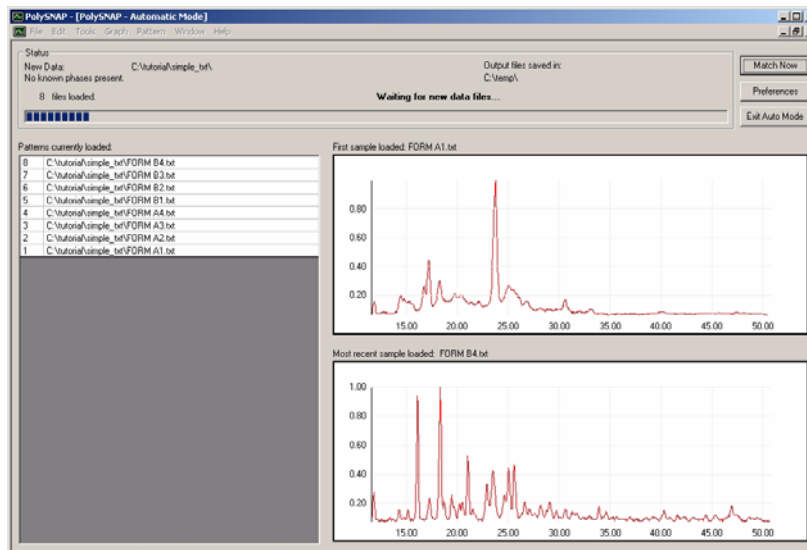 PolySNAP - [PolySNAP - Automatic Mode]
File Edit Tools Graph Pattern Window Help
Status
New Data: C:\tutorial\simple_txt\
No known phases present.
Output files saved in:
C:\temp\
8 files loaded.
Waiting for new data files...
Match Now
Preferences
Exit Auto Mode
Patterns currently loaded:
8 C:\tutorial\simple_txt\FORM B4.txt
7 C:\tutorial\simple_txt\FORM B3.txt
6 C:\tutorial\simple_txt\FORM B2.txt
5 C:\tutorial\simple_txt\FORM B1.txt
4 C:\tutorial\simple_txt\FORM A4.txt
3 C:\tutorial\simple_txt\FORM A3.txt
2 C:\tutorial\simple_txt\FORM A2.txt
1 C:\tutorial\simple_txt\FORM A1.txt
First sample loaded: FORM A1.txt
0.80
0.60
0.40
0.20
15.00 20.00 25.00 30.00 35.00 40.00 45.00 50.00
Most recent sample loaded: FORM B4.txt
1.00
0.80
0.60
0.40
0.20
15.00 20.00 25.00 30.00 35.00 40.00 45.00 50.00